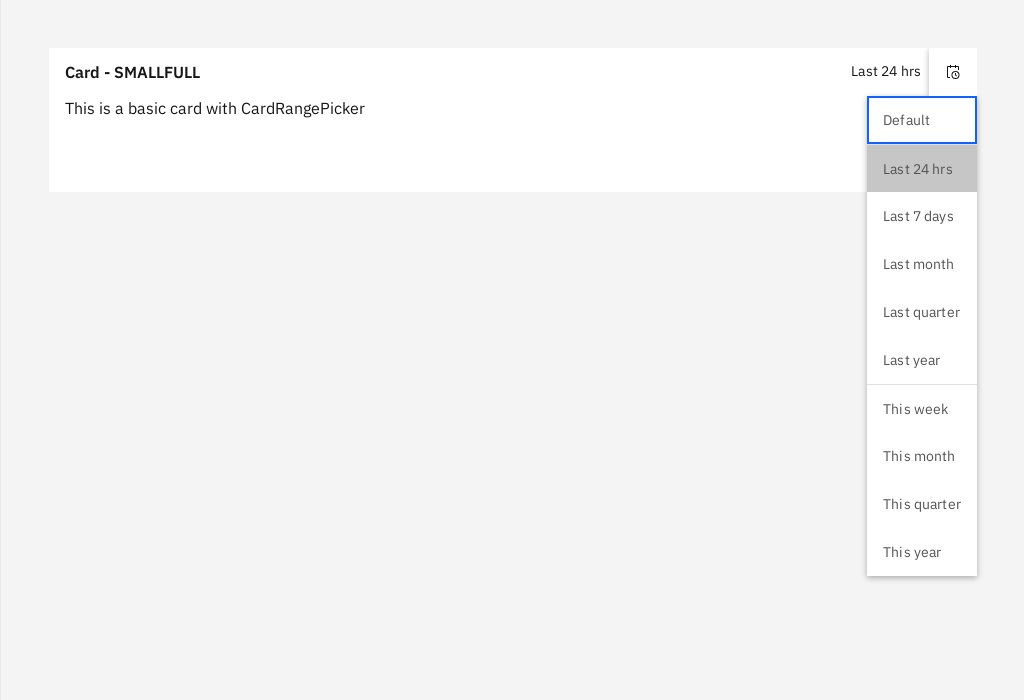 Card - SMALLFULL
Last 24 hrs
This is a basic card with CardRangePicker
Default
Last 24 hrs
Last 7 days
Last month
Last quarter
Last year
This week
This month
This quarter
This year